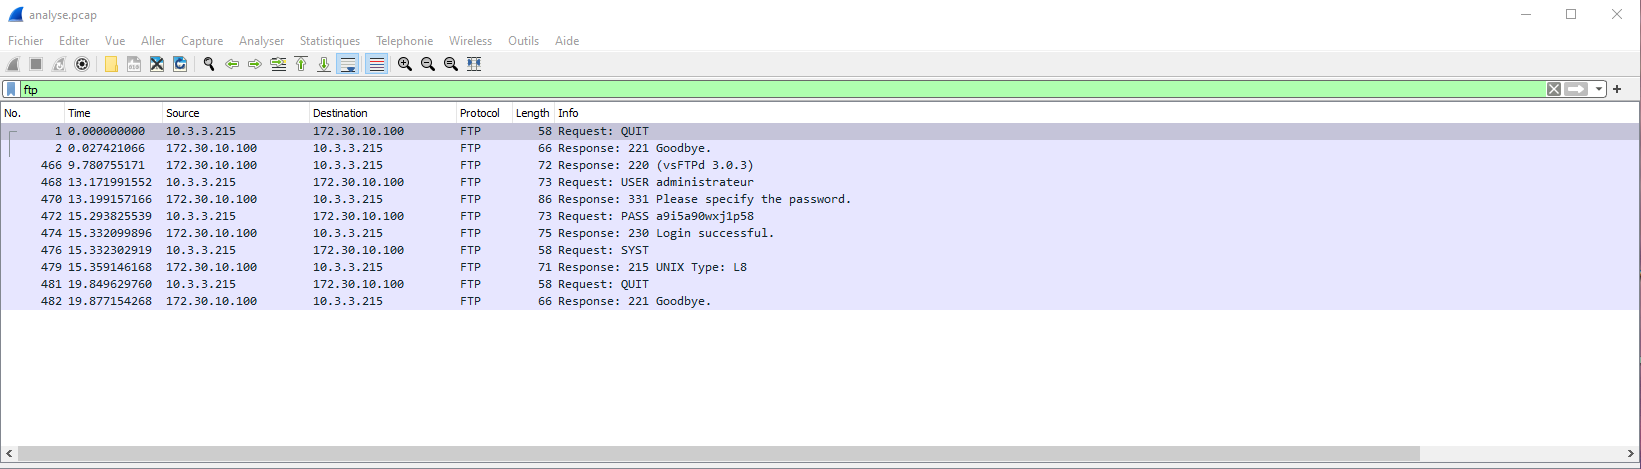 analyse.pcap
Fichier Editer Vue Aller Capture Analyser Statistiques Telephonie Wireless Outils Aide
ftp
No. Time Source Destination Protocol Length Info
1 0.000000000 10.3.3.215 172.30.10.100 FTP 58 Request: QUIT
2 0.027421066 172.30.10.100 10.3.3.215 FTP 66 Response: 221 Goodbye.
466 9.780755171 172.30.10.100 10.3.3.215 FTP 72 Response: 220 (vsFTPd 3.0.3)
468 13.171991552 10.3.3.215 172.30.10.100 FTP 73 Request: USER administrateur
470 13.199157166 172.30.10.100 10.3.3.215 FTP 86 Response: 331 Please specify the password.
472 15.293825539 10.3.3.215 172.30.10.100 FTP 73 Request: PASS a9i5a90wxj1p58
474 15.332099896 172.30.10.100 10.3.3.215 FTP 75 Response: 230 Login successful.
476 15.332302919 10.3.3.215 172.30.10.100 FTP 58 Request: SYST
479 15.359146168 172.30.10.100 10.3.3.215 FTP 71 Response: 215 UNIX Type: L8
481 19.849629760 10.3.3.215 172.30.10.100 FTP 58 Request: QUIT
482 19.877154268 172.30.10.100 10.3.3.215 FTP 66 Response: 221 Goodbye.